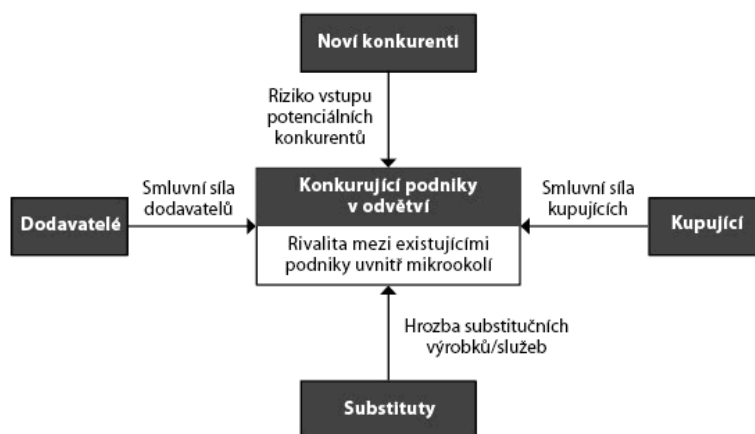 Noví konkurenti
Riziko vstupu
potenciálních
konkurentů
Smluvní síla
dodavatelů
Konkurující podniky
v odvětví
Smluvní síla
kupujících
Dodavatelé
Rivalita mezi existujícími
podniky uvnitř mikrookolí
Kupující
Hrozba substitučních
výrobků/služeb
Substituty